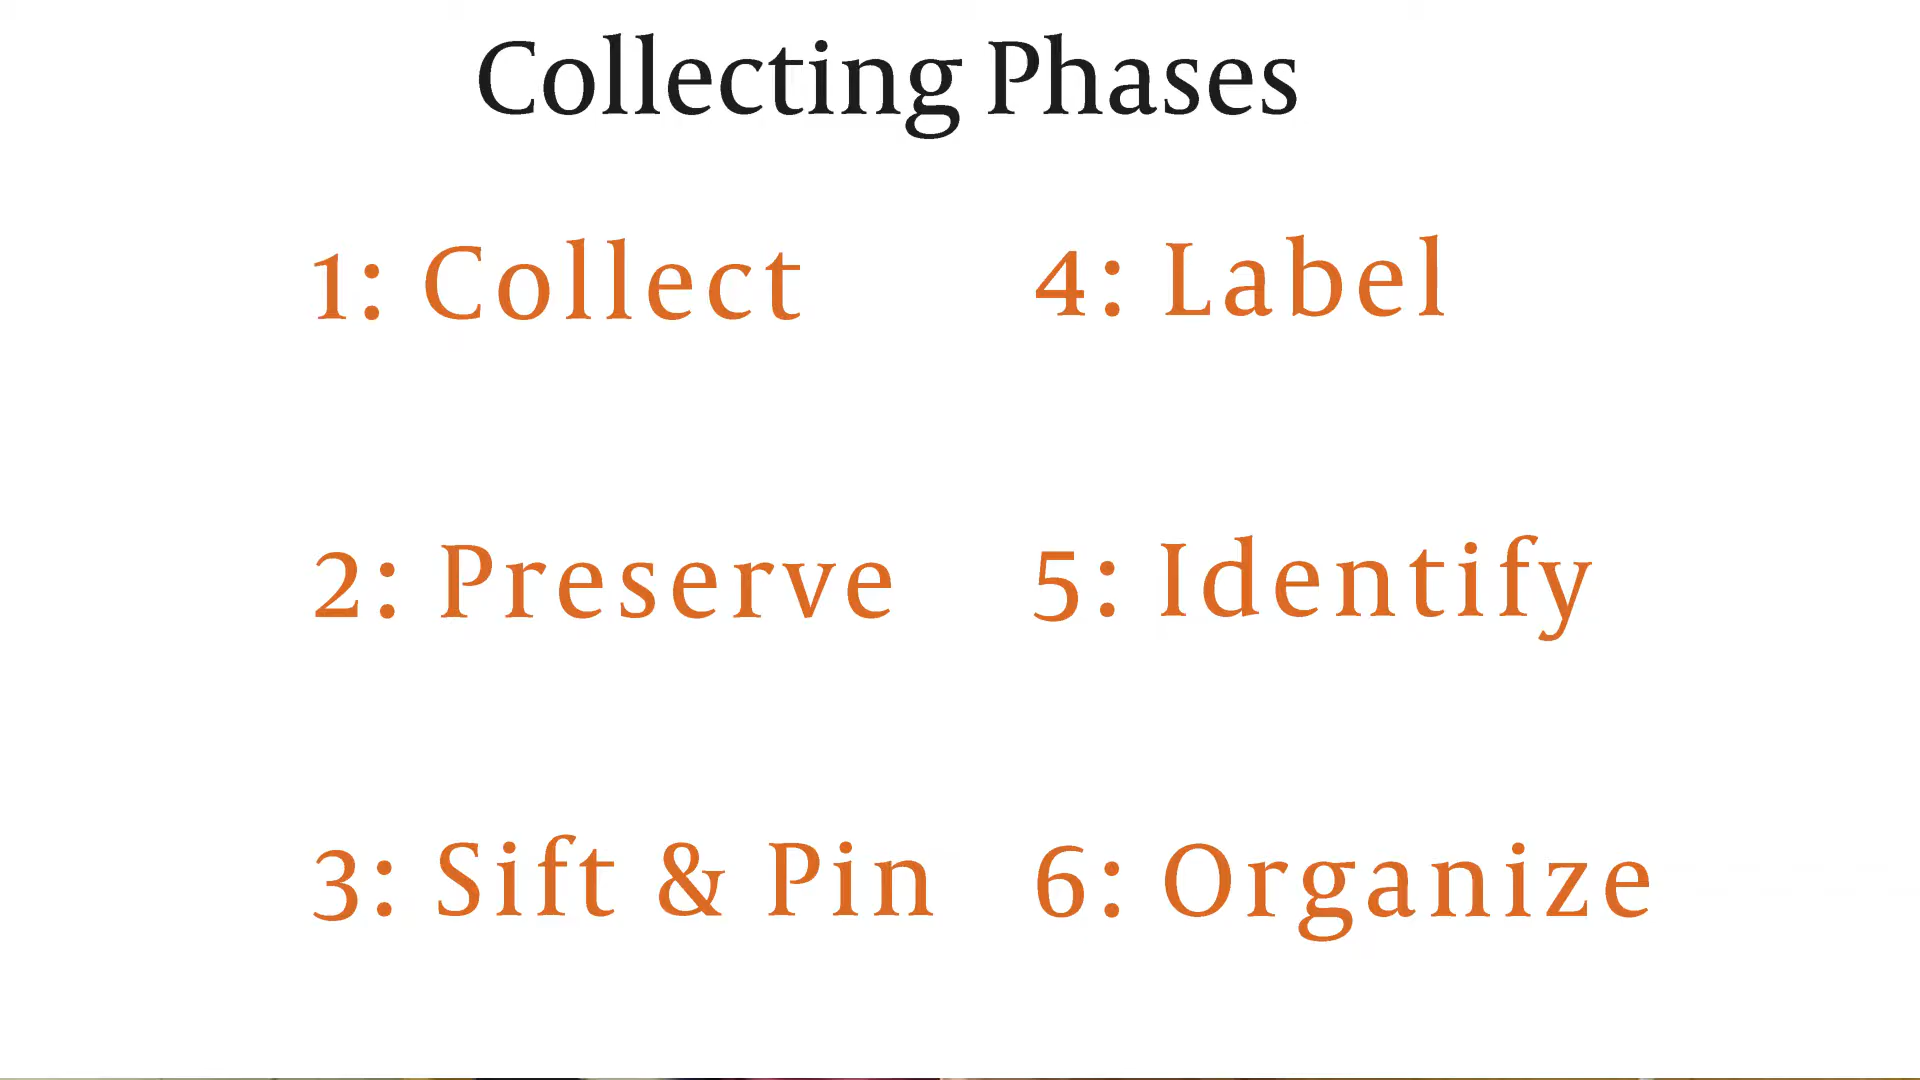 Collecting Phases
1: Collect
2: Preserve
3: Sift & Pin
4: Label
5: Identify
6: Organize